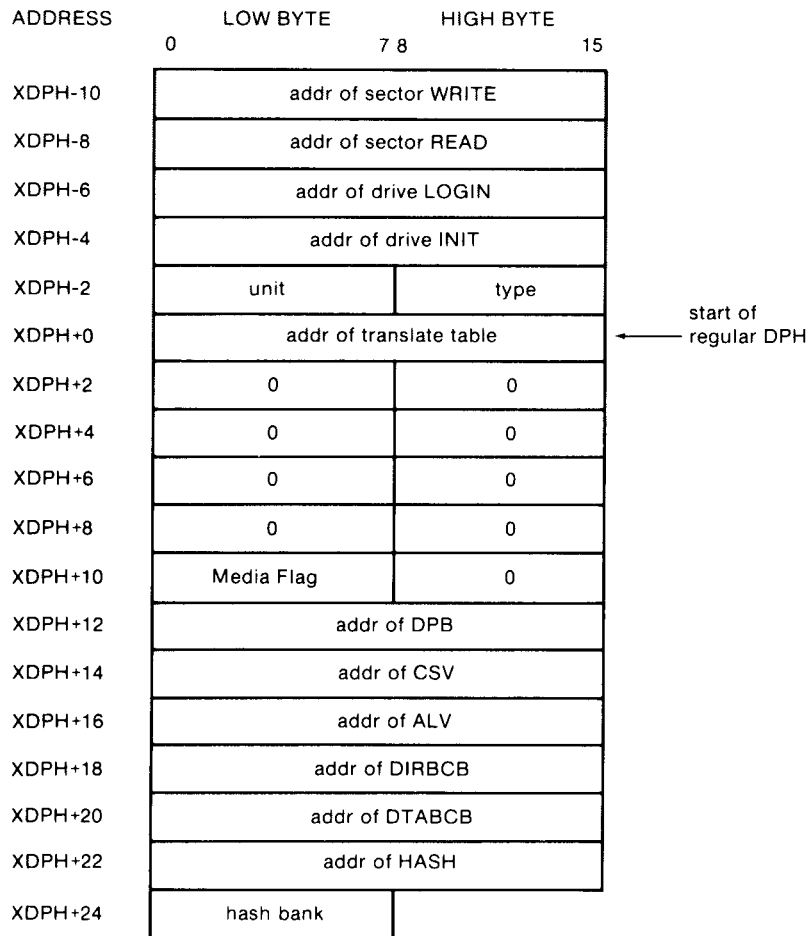 ADDRESS LOW BYTE HIGH BYTE
0 7 8 15
XDPH-10 addr of sector WRITE
XDPH-8 addr of sector READ
XDPH-6 addr of drive LOGIN
XDPH-4 addr of drive INIT
XDPH-2 unit type
XDPH+0 addr of translate table start of
regular DPH
XDPH+2 0 0
XDPH+4 0 0
XDPH+6 0 0
XDPH+8 0 0
XDPH+10 Media Flag 0
XDPH+12 addr of DPB
XDPH+14 addr of CSV
XDPH+16 addr of ALV
XDPH+18 addr of DIRBCB
XDPH+20 addr of DTABCB
XDPH+22 addr of HASH
XDPH+24 hash bank